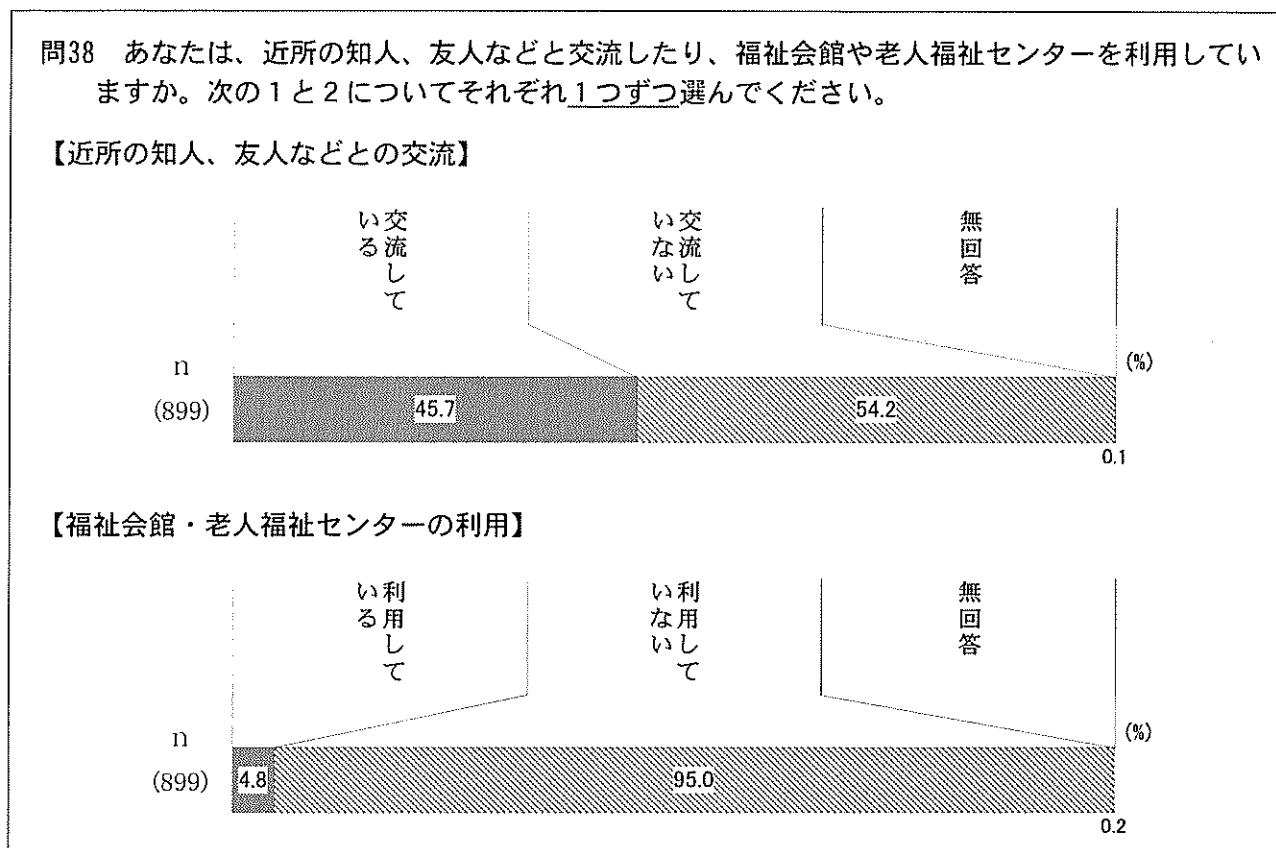 問38　あなたは、近所の知人、友人などと交流したり、福祉会館や老人福祉センターを利用してい
ますか。次の１と２についてそれぞれ１つずつ選んでください。
【近所の知人、友人などとの交流】
交流して
いる
交流して
いない
無回答
(%)
n
(899)
45.7
54.2
0.1
【福祉会館・老人福祉センターの利用】
利用して
いる
利用して
いない
無回答
(%)
n
(899)
4.8
95.0
0.2